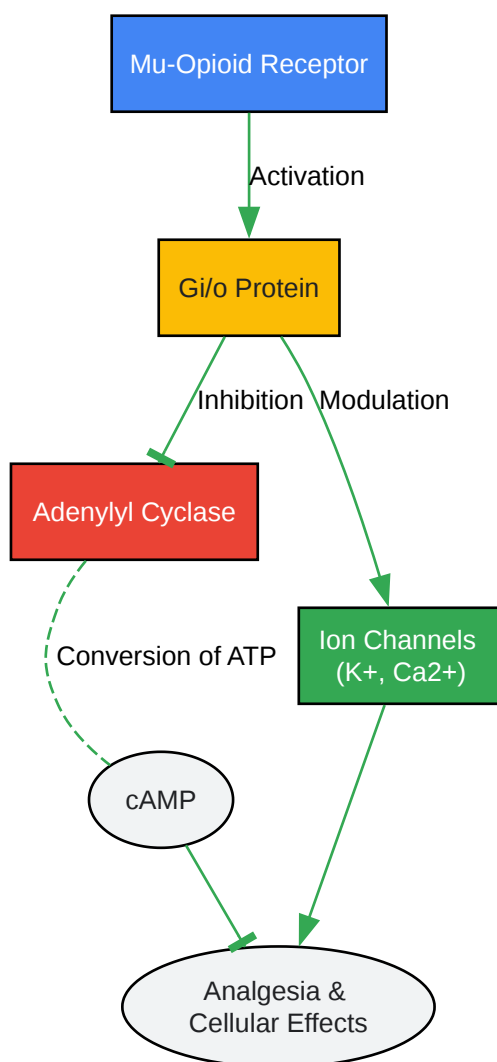 Mu-Opioid Receptor
Activation
Gi/o Protein
Inhibition
Modulation
Adenylyl Cyclase
Ion Channels
(K+, Ca2+)
Conversion of ATP
cAMP
Analgesia &
Cellular Effects